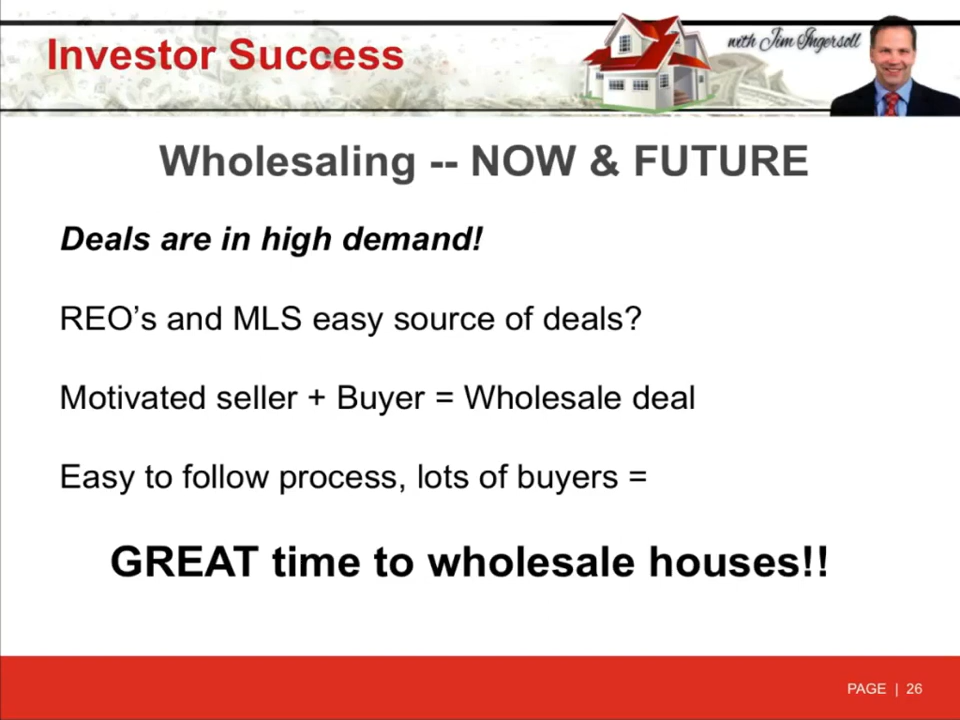 Investor Success
with Jim Ingersoll
Wholesaling -- NOW & FUTURE
Deals are in high demand!
REO’s and MLS easy source of deals?
Motivated seller + Buyer = Wholesale deal
Easy to follow process, lots of buyers =
GREAT time to wholesale houses!!
PAGE | 26